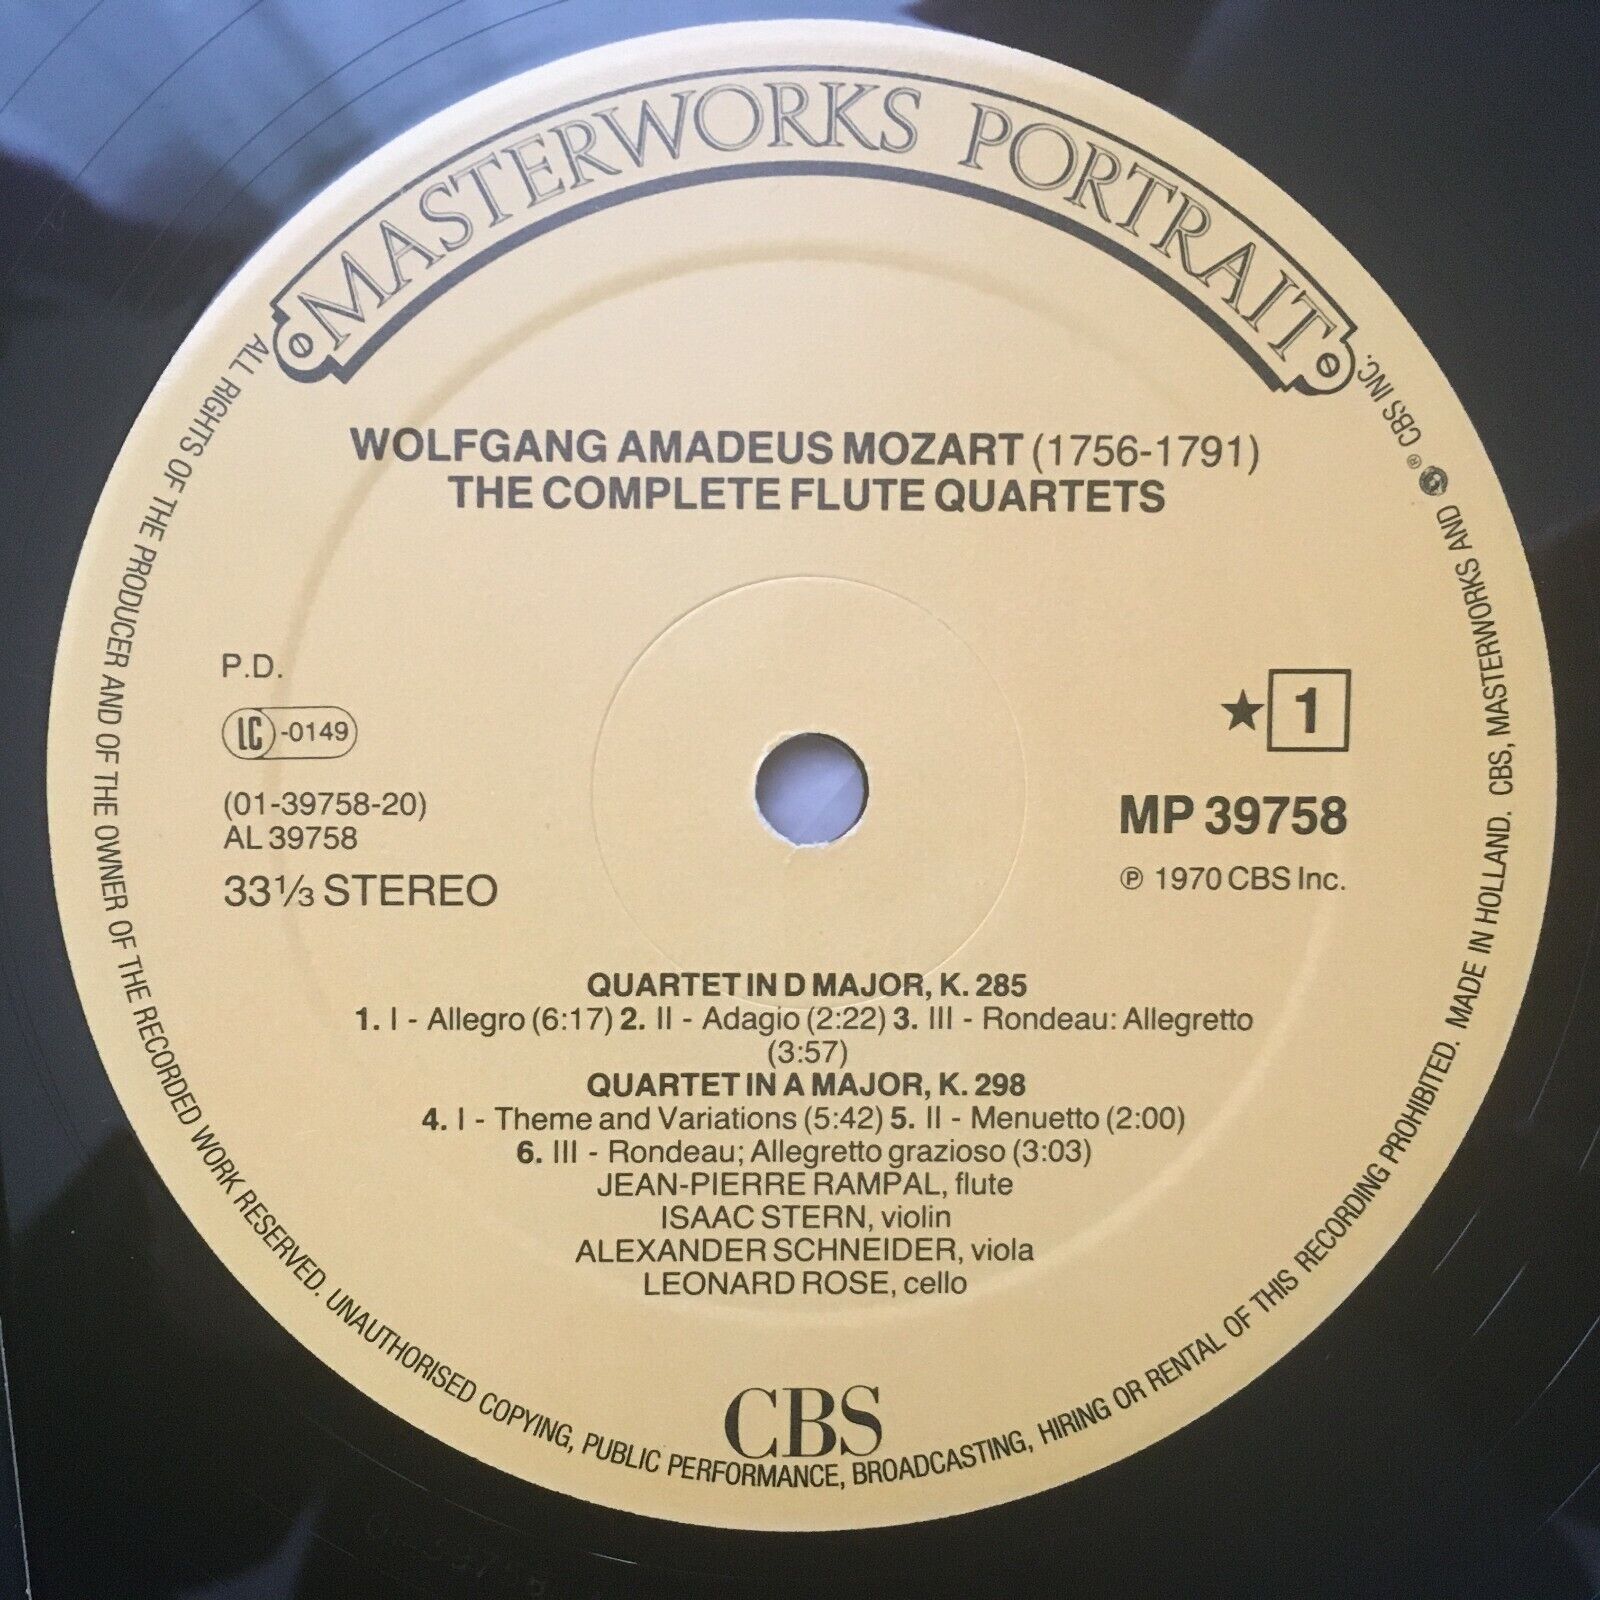 MASTERWORKS PORTRAIT
WOLFGANG AMADEUS MOZART (1756-1791)
THE COMPLETE FLUTE QUARTETS
P.D.
LC -0149
(01-39758-20)
AL 39758
33⅓ STEREO
★ 1
MP 39758
℗ 1970 CBS Inc.
QUARTET IN D MAJOR, K. 285
1. I - Allegro (6:17) 2. II - Adagio (2:22) 3. III - Rondeau: Allegretto
(3:57)
QUARTET IN A MAJOR, K. 298
4. I - Theme and Variations (5:42) 5. II - Menuetto (2:00)
6. III - Rondeau; Allegretto grazioso (3:03)
JEAN-PIERRE RAMPAL, flute
ISAAC STERN, violin
ALEXANDER SCHNEIDER, viola
LEONARD ROSE, cello
CBS
ALL RIGHTS OF THE PRODUCER AND OF THE OWNER OF THE RECORDED WORK RESERVED. UNAUTHORISED COPYING, PUBLIC PERFORMANCE, BROADCASTING, HIRING OR RENTAL OF THIS RECORDING PROHIBITED. MADE IN HOLLAND. CBS, MASTERWORKS AND ® CBS INC.